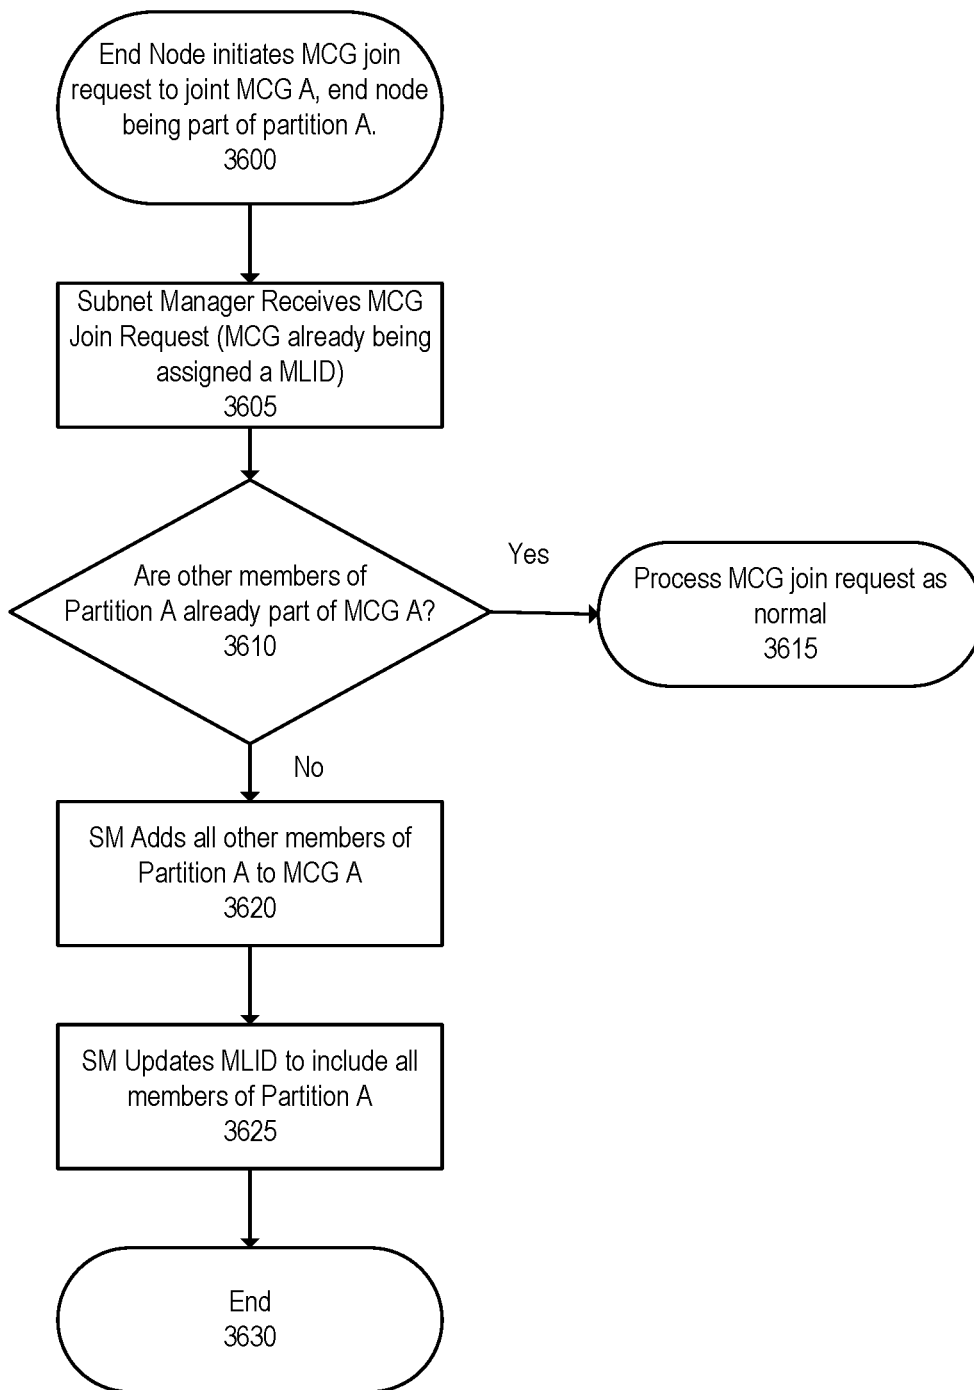 End Node initiates MCG join
request to joint MCG A, end node
being part of partition A.
3600
Subnet Manager Receives MCG
Join Request (MCG already being
assigned a MLID)
3605
Are other members of
Partition A already part of MCG A?
3610
Yes
Process MCG join request as
normal
3615
No
SM Adds all other members of
Partition A to MCG A
3620
SM Updates MLID to include all
members of Partition A
3625
End
3630